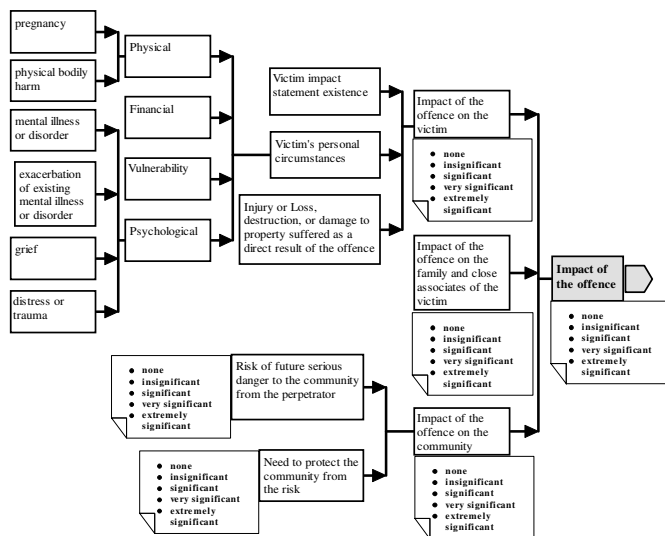 pregnancy
physical bodily
harm
mental illness
or disorder
exacerbation
of existing
mental illness
or disorder
grief
distress or
trauma
Physical
Financial
Vulnerability
Psychological
Victim impact
statement existence
Victim's personal
circumstances
Injury or Loss,
destruction, or damage to
property suffered as a
direct result of the offence
Impact of the
offence on the
victim
● none
● insignificant
● significant
● very significant
● extremely
significant
Impact of the
offence on the
family and close
associates of the
victim
● none
● insignificant
● significant
● very significant
● extremely
significant
Impact of
the offence
● none
● insignificant
● significant
● very significant
● extremely
significant
● none
● insignificant
● significant
● very significant
● extremely
significant
Risk of future serious
danger to the community
from the perpetrator
Impact of the
offence on the
community
● none
● insignificant
● significant
● very significant
● extremely
significant
Need to protect the
community from
the risk
● none
● insignificant
● significant
● very significant
● extremely
significant